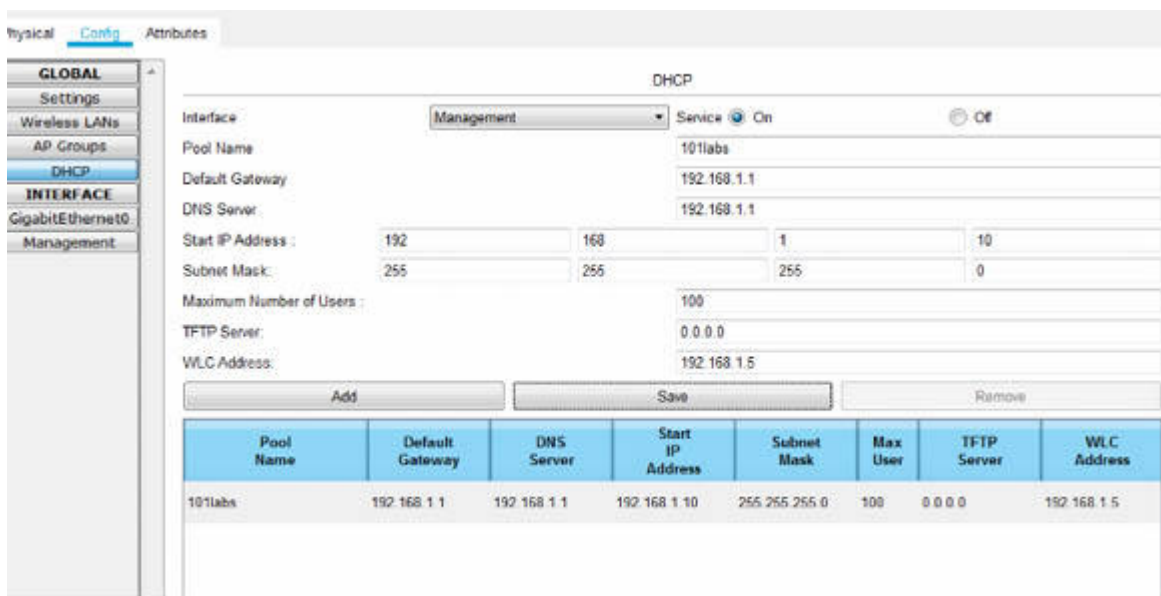 Physical Config Attributes
GLOBAL
Settings
Wireless LANs
AP Groups
DHCP
INTERFACE
GigabitEthernet0
Management
DHCP
Interface Management Service On Off
Pool Name 101labs
Default Gateway 192.168.1.1
DNS Server 192.168.1.1
Start IP Address : 192 168 1 10
Subnet Mask: 255 255 255 0
Maximum Number of Users : 100
TFTP Server: 0.0.0.0
WLC Address: 192.168.1.5
Add Save Remove
Pool Name Default Gateway DNS Server Start IP Address Subnet Mask Max User TFTP Server WLC Address
101labs 192.168.1.1 192.168.1.1 192.168.1.10 255.255.255.0 100 0.0.0.0 192.168.1.5